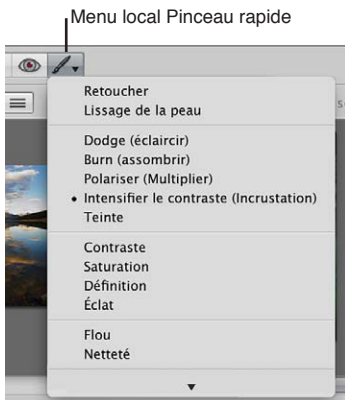 Menu local Pinceau rapide
Retoucher
Lissage de la peau
Dodge (éclaircir)
Burn (assombrir)
Polariser (Multiplier)
• Intensifier le contraste (Incrustation)
Teinte
Contraste
Saturation
Définition
Éclat
Flou
Netteté